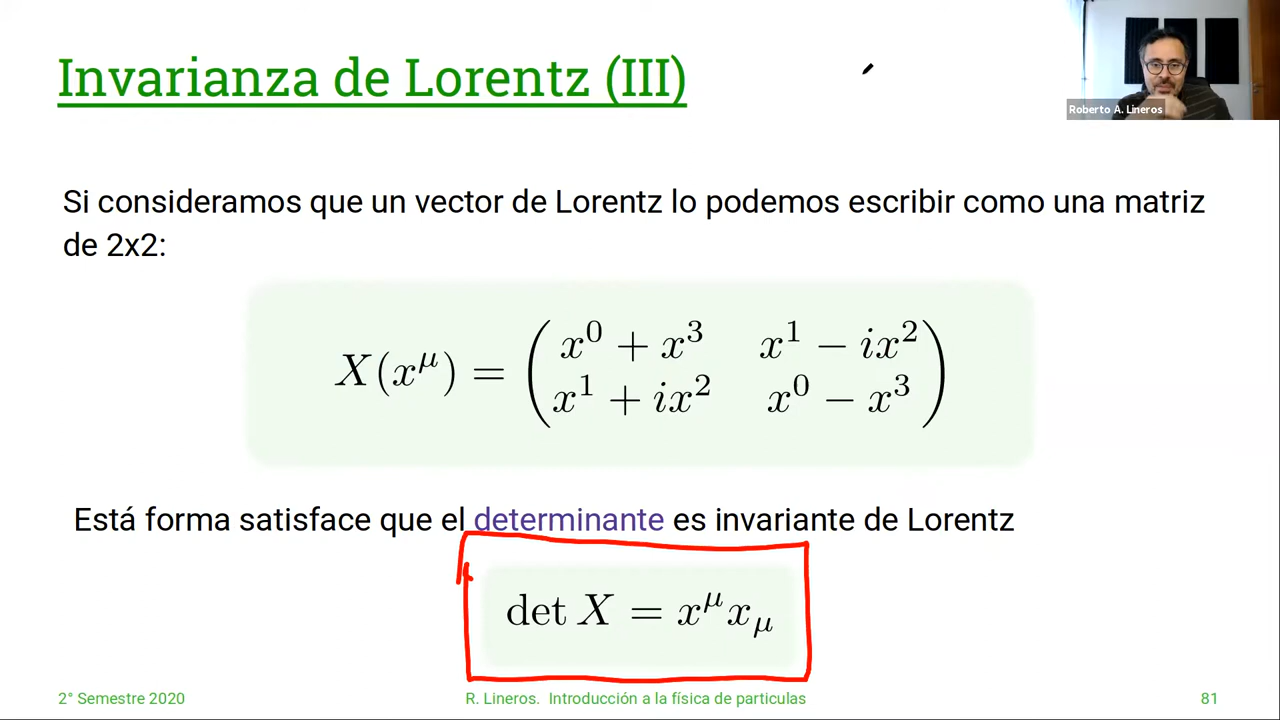 Invarianza de Lorentz (III)
Roberto A. Lineros
Si consideramos que un vector de Lorentz lo podemos escribir como una matriz
de 2x2:
X(x^μ) = ( x^0 + x^3   x^1 − ix^2
x^1 + ix^2   x^0 − x^3 )
Está forma satisface que el determinante es invariante de Lorentz
det X = x^μ x_μ
2° Semestre 2020
R. Lineros. Introducción a la física de particulas
81